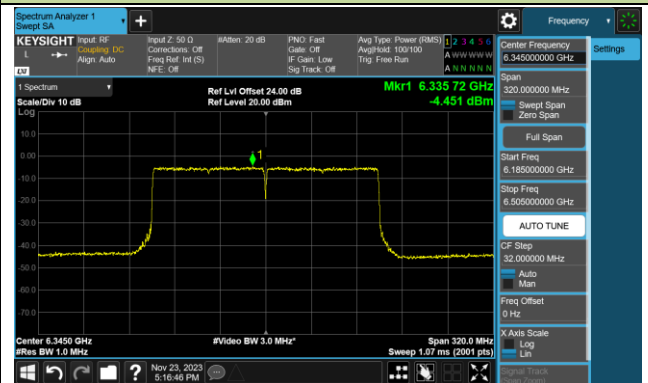 Spectrum Analyzer 1
Swept SA
Frequency
KEYSIGHT
Input: RF
Coupling: DC
Align: Auto
Input Z: 50 Ω
Corrections: Off
Freq Ref: Int (S)
NFE: Off
#Atten: 20 dB
PNO: Fast
Gate: Off
IF Gain: Low
Sig Track: Off
Avg Type: Power (RMS)
Avg|Hold: 100/100
Trig: Free Run
1 2 3 4 5 6
A W W W W W
A N N N N N
L
LXI
1 Spectrum
Scale/Div 10 dB
Ref Lvl Offset 24.00 dB
Ref Level 20.00 dBm
Mkr1 6.335 72 GHz
-4.451 dBm
Log
10.0
0.00
-10.0
-20.0
-30.0
-40.0
-50.0
-60.0
-70.0
1
Center 6.3450 GHz
#Res BW 1.0 MHz
#Video BW 3.0 MHz*
Span 320.0 MHz
Sweep 1.07 ms (2001 pts)
Nov 23, 2023
5:16:46 PM
Center Frequency
6.345000000 GHz
Settings
Span
320.000000 MHz
Swept Span
Zero Span
Full Span
Start Freq
6.185000000 GHz
Stop Freq
6.505000000 GHz
AUTO TUNE
CF Step
32.000000 MHz
Auto
Man
Freq Offset
0 Hz
X Axis Scale
Log
Lin
Signal Track
(Span Zoom)